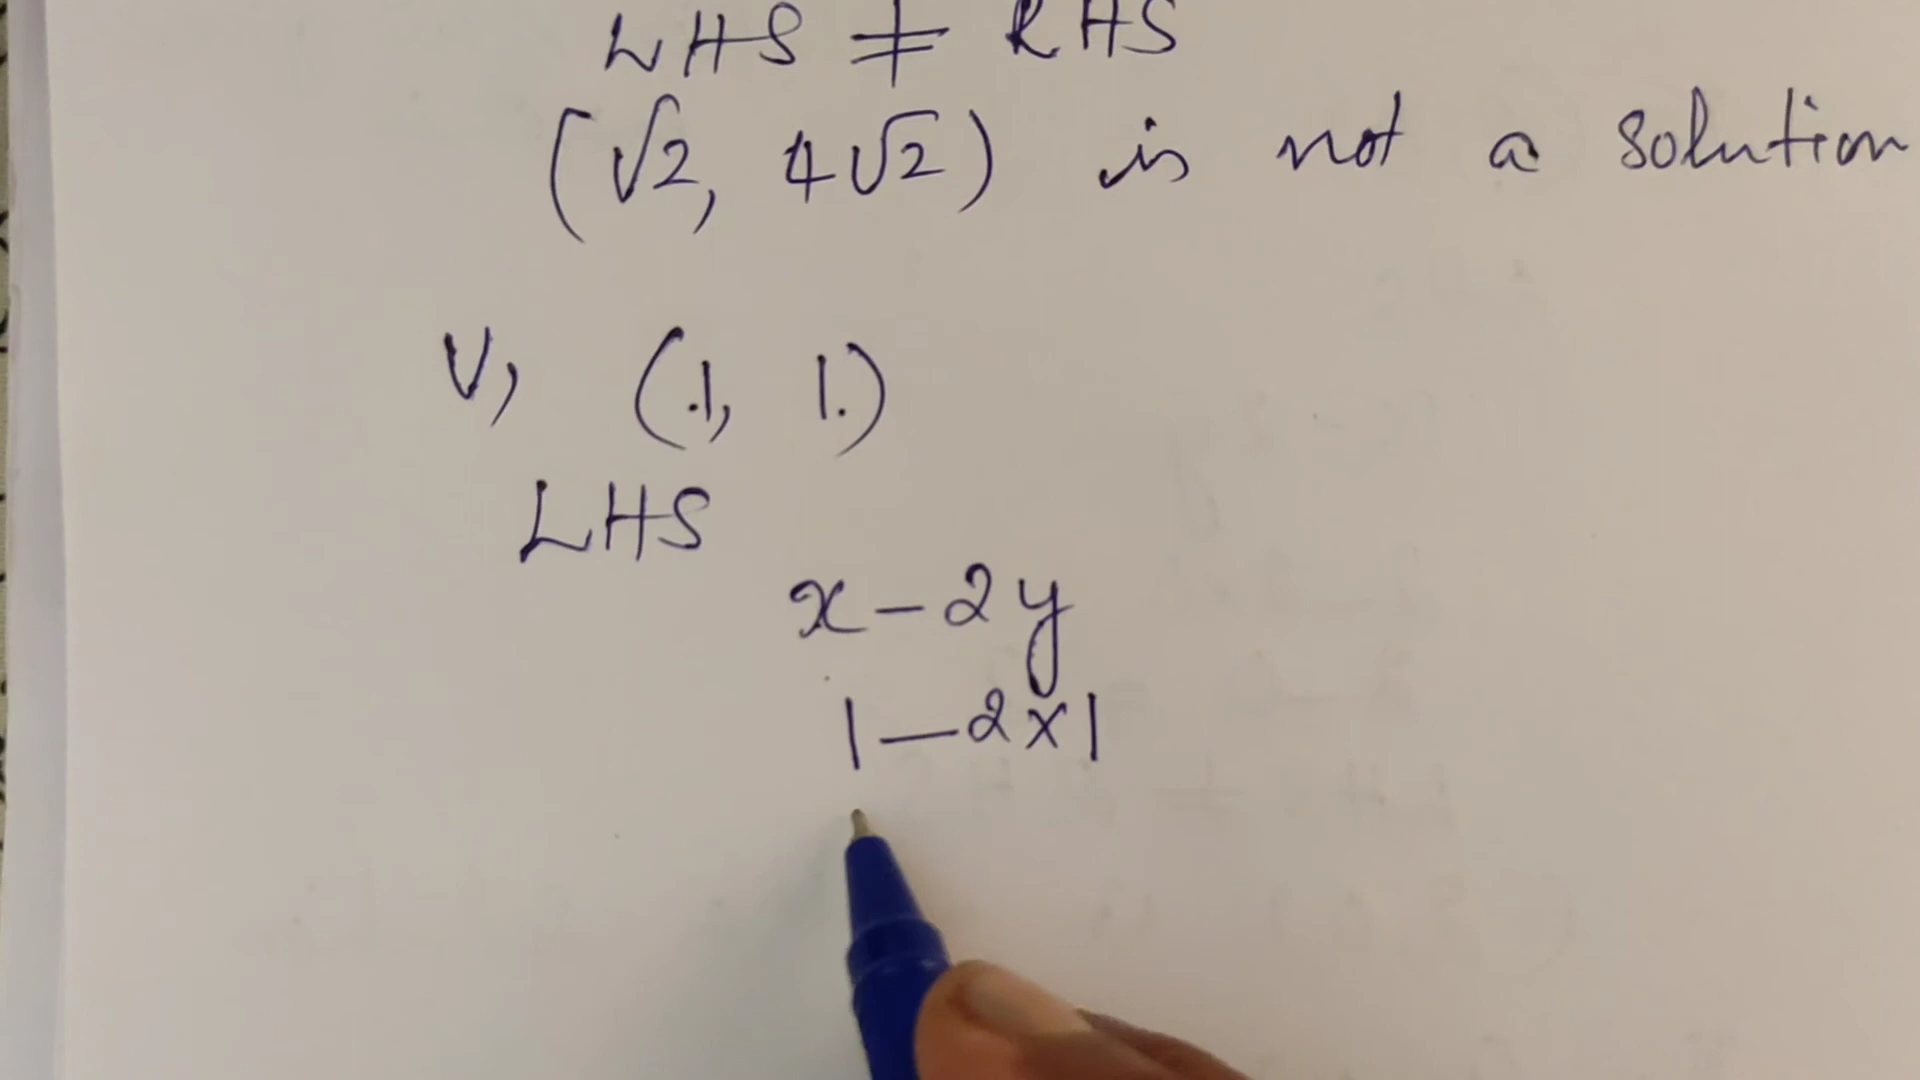 LHS ≠ RHS
(√2, 4√2) is not a solution
V, (1, 1)
LHS
x - 2y
1 - 2 x 1